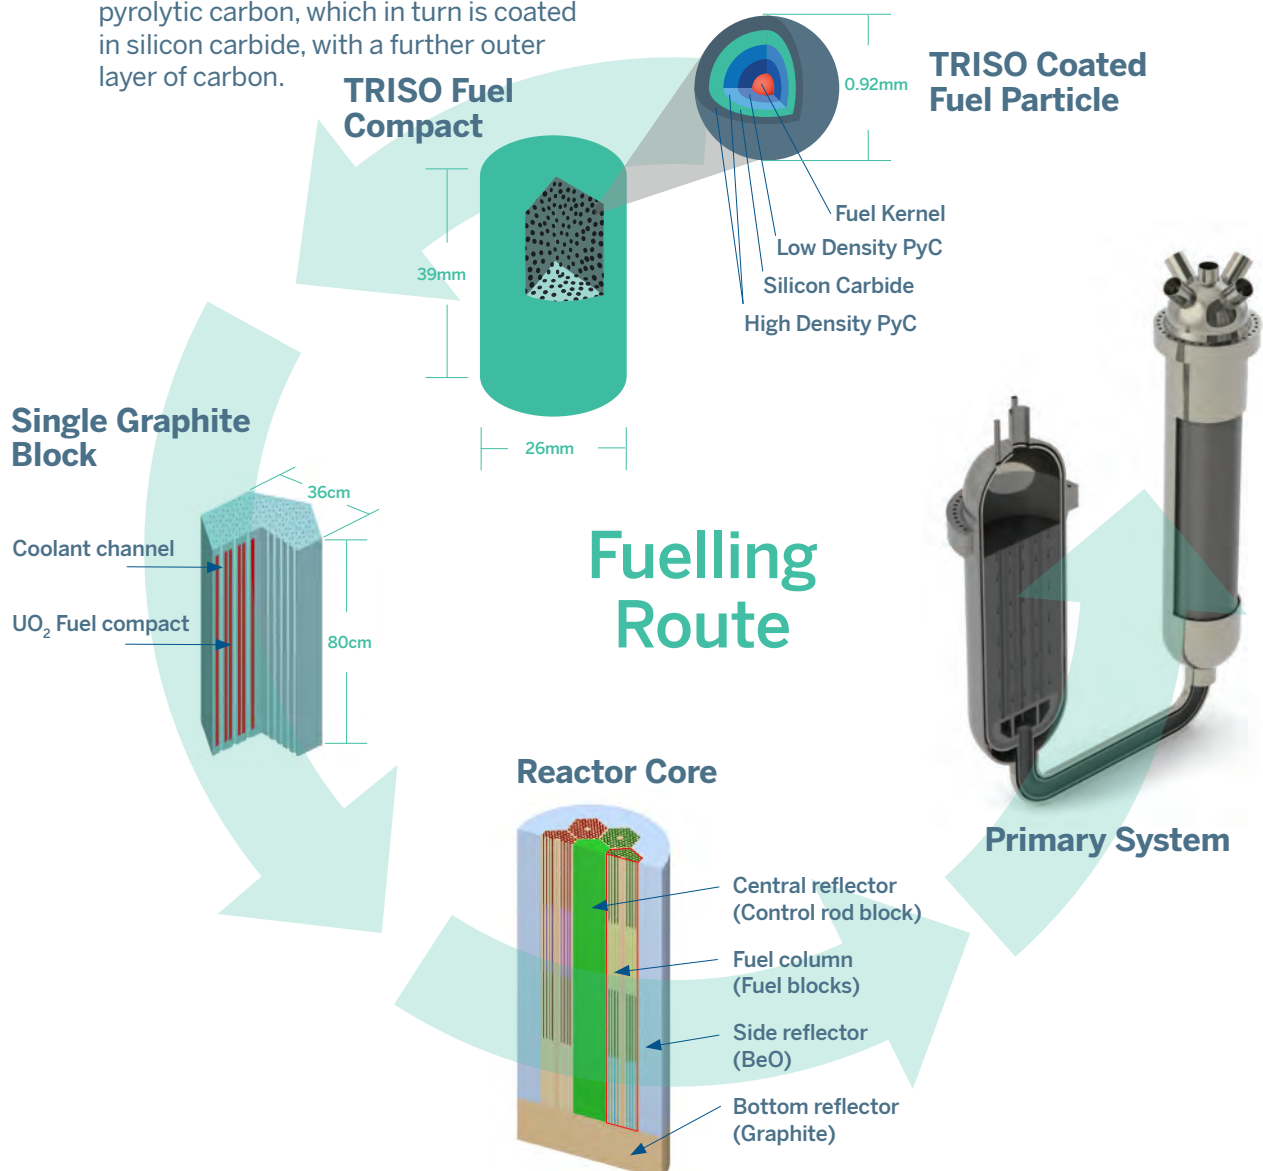 pyrolytic carbon, which in turn is coated
in silicon carbide, with a further outer
layer of carbon.
TRISO Fuel
Compact
TRISO Coated
Fuel Particle
0.92mm
Fuel Kernel
Low Density PyC
Silicon Carbide
High Density PyC
39mm
26mm
Single Graphite
Block
36cm
Coolant channel
UO₂ Fuel compact
80cm
Fuelling
Route
Reactor Core
Central reflector
(Control rod block)
Fuel column
(Fuel blocks)
Side reflector
(BeO)
Bottom reflector
(Graphite)
Primary System